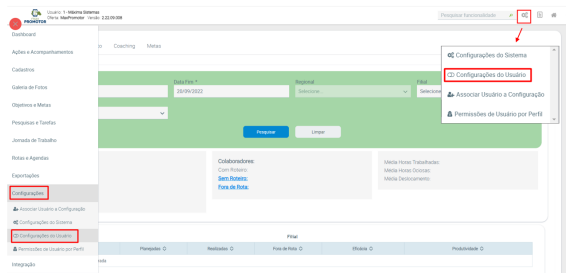 Usuário: 1 - Máxima Sistemas
Oferta: MaxPromotor Versão: 2.22.09.008
PROMOTOR
Pesquisar funcionalidade
Dashboard
Ações e Acompanhamentos
Coaching Metas
Cadastros
Galeria de Fotos
Objetivos e Metas
Pesquisas e Tarefas
Jornada de Trabalho
Rotas e Agendas
Exportações
Configurações
Associar Usuário a Configuração
Configurações do Sistema
Configurações do Usuário
Permissões de Usuário por Perfil
Integração
Data Fim *
Regional
Filial
20/09/2022
Selecionar...
Selecione
Pesquisar
Limpar
Colaboradores:
Com Roteiro:
Sem Roteiro:
Fora de Rota:
Média Horas Trabalhadas:
Média Horas Ociosas:
Média Deslocamento:
Filial:
Planejadas
Realizadas
Fora de Rota
Eficácia
Produtividade
Configurações do Sistema
Configurações do Usuário
Associar Usuário a Configuração
Permissões de Usuário por Perfil